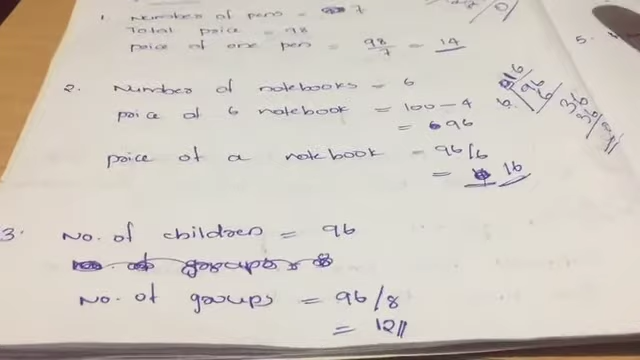 1. Number of pens = 7
Total price = 98
price of one pen = 98/7 = 14
2. Number of notebooks = 6
price of 6 notebook = 100 - 4
= 96
price of a notebook = 96/6
= 16
3. No. of children = 96
No. of groups = 96/8
= 12
5.